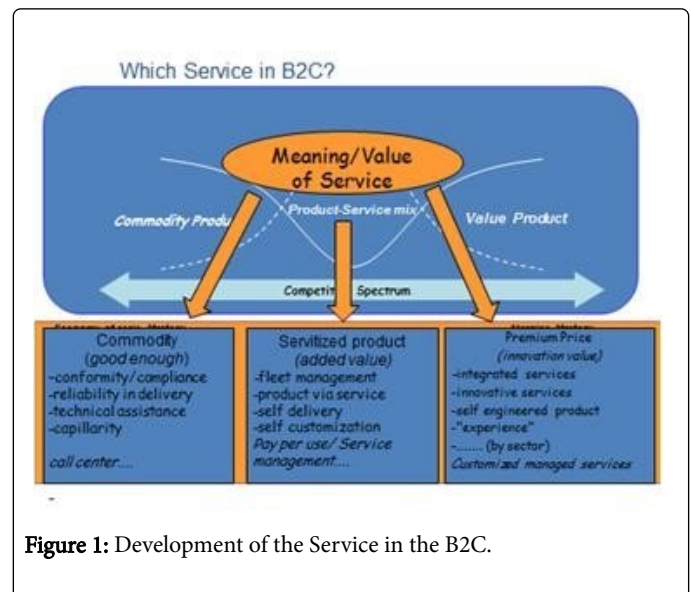 Which Service in B2C?
Meaning/Value
of Service
Commodity Produ
Product-Service mix
Value Product
Competit Spectrum
Commodity
(good enough)
-conformity/compliance
-reliability in delivery
-technical assistance
-capillarity
call center....
Servitized product
(added value)
-fleet management
-product via service
-self delivery
-self customization
Pay per use/ Service
management....
Premium Price
(innovation value)
-integrated services
-innovative services
-self engineered product
-"experience"
-....... (by sector)
Customized managed services
-
Figure 1: Development of the Service in the B2C.